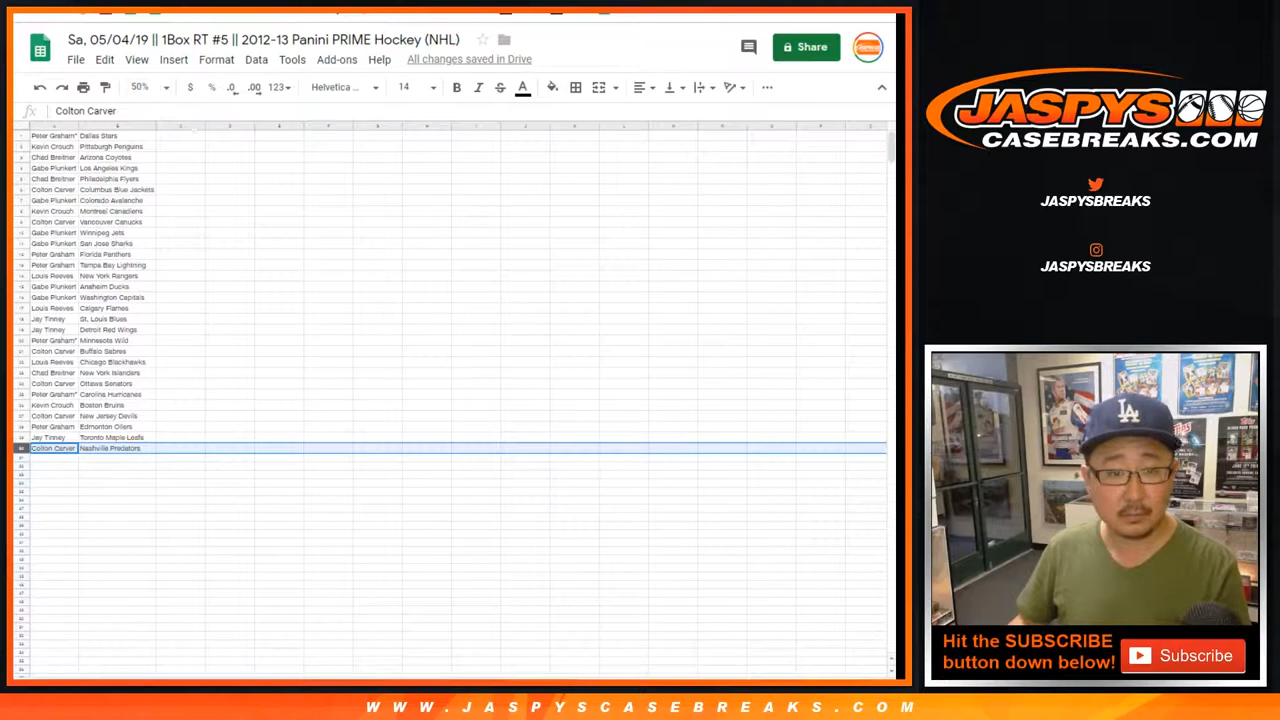 Sa, 05/04/19 || 1Box RT #5 || 2012-13 Panini PRIME Hockey (NHL)
Share
File Edit View Insert Format Data Tools Add-ons Help All changes saved in Drive
50% $ % .0 .00 123 Helvetica ... 14 B I S A
fx Colton Carver
Peter Graham* Dallas Stars
Kevin Crouch Pittsburgh Penguins
Chad Breitner Arizona Coyotes
Gabe Plunkert Los Angeles Kings
Chad Breitner Philadelphia Flyers
Colton Carver Columbus Blue Jackets
Gabe Plunkert Colorado Avalanche
Kevin Crouch Montreal Canadiens
Colton Carver Vancouver Canucks
Gabe Plunkert Winnipeg Jets
Gabe Plunkert San Jose Sharks
Peter Graham Florida Panthers
Peter Graham Tampa Bay Lightning
Louis Reeves New York Rangers
Gabe Plunkert Anaheim Ducks
Gabe Plunkert Washington Capitals
Louis Reeves Calgary Flames
Jay Tinney St. Louis Blues
Jay Tinney Detroit Red Wings
Peter Graham* Minnesota Wild
Colton Carver Buffalo Sabres
Louis Reeves Chicago Blackhawks
Chad Breitner New York Islanders
Colton Carver Ottawa Senators
Peter Graham* Carolina Hurricanes
Kevin Crouch Boston Bruins
Colton Carver New Jersey Devils
Peter Graham Edmonton Oilers
Jay Tinney Toronto Maple Leafs
Colton Carver Nashville Predators
JASPYS
CASEBREAKS.COM
JASPYSBREAKS
JASPYSBREAKS
LA
TOPPS
Hit the SUBSCRIBE
button down below!
Subscribe
WWW.JASPYSCASEBREAKS.COM